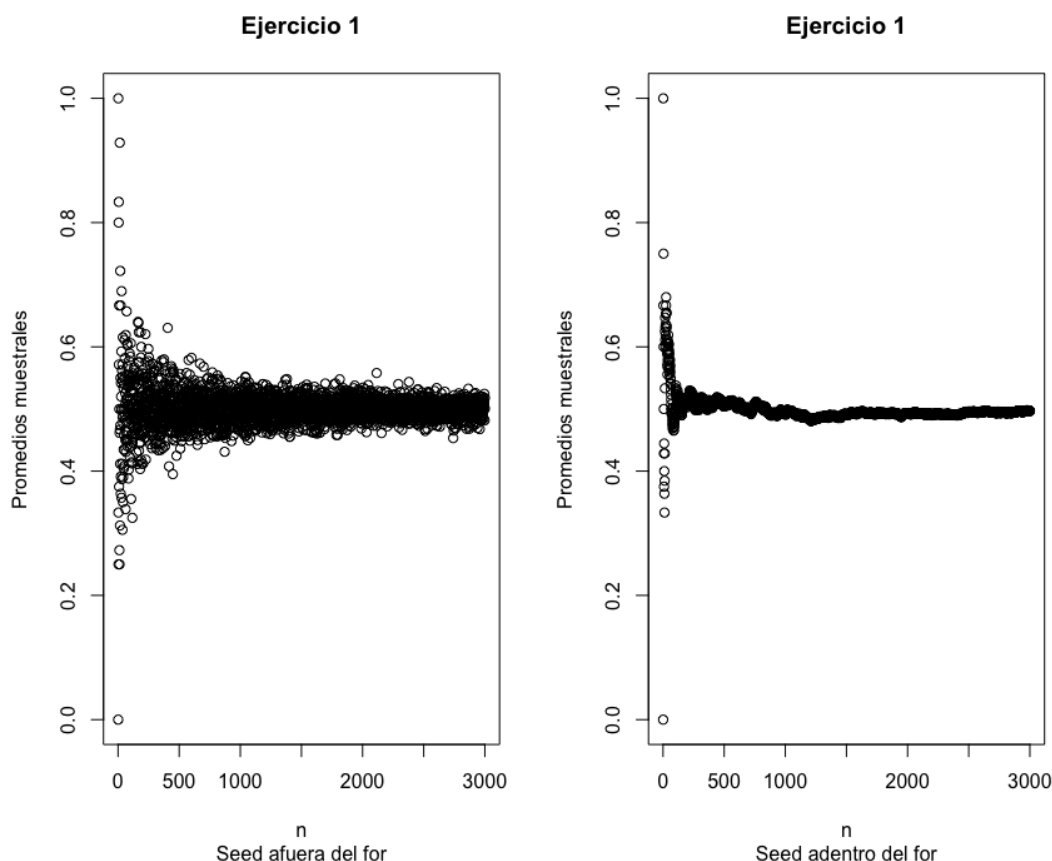 Ejercicio 1
Promedios muestrales
1.0
0.8
0.6
0.4
0.2
0.0
0 500 1000 2000 3000
n
Seed afuera del for
Ejercicio 1
Promedios muestrales
1.0
0.8
0.6
0.4
0.2
0.0
0 500 1000 2000 3000
n
Seed adentro del for